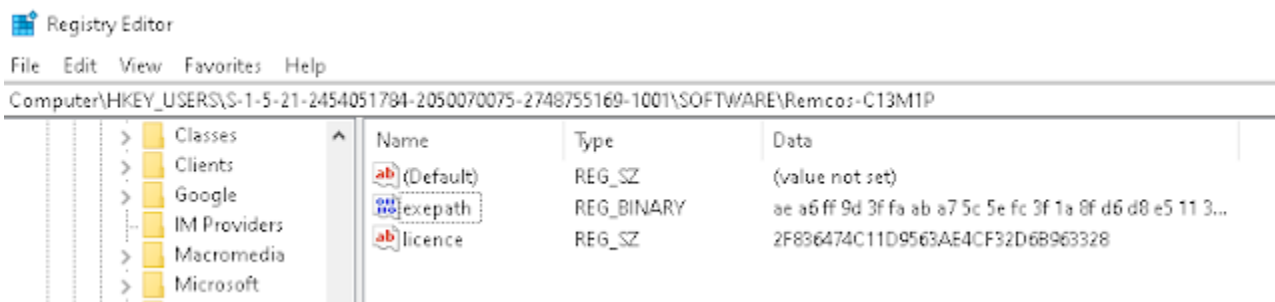 Registry Editor
File Edit View Favorites Help
Computer\HKEY_USERS\S-1-5-21-2454051784-2050070075-2748755169-1001\SOFTWARE\Remcos-C13M1P
Classes
Clients
Google
IM Providers
Macromedia
Microsoft
Name Type Data
(Default) REG_SZ (value not set)
exepath REG_BINARY ae a6 ff 9d 3f fa ab a7 5c 5e fc 3f 1a 8f d6 d8 e5 11 3...
licence REG_SZ 2F836474C11D9563AE4CF32D6B963328